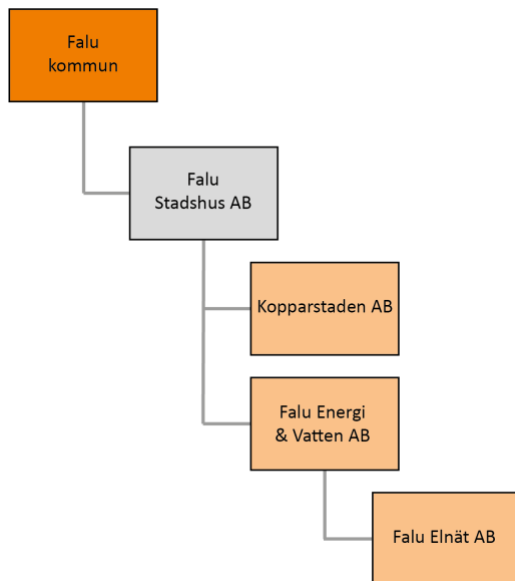 Falu
kommun
Falu
Stadshus AB
Kopparstaden AB
Falu Energi
& Vatten AB
Falu Elnät AB